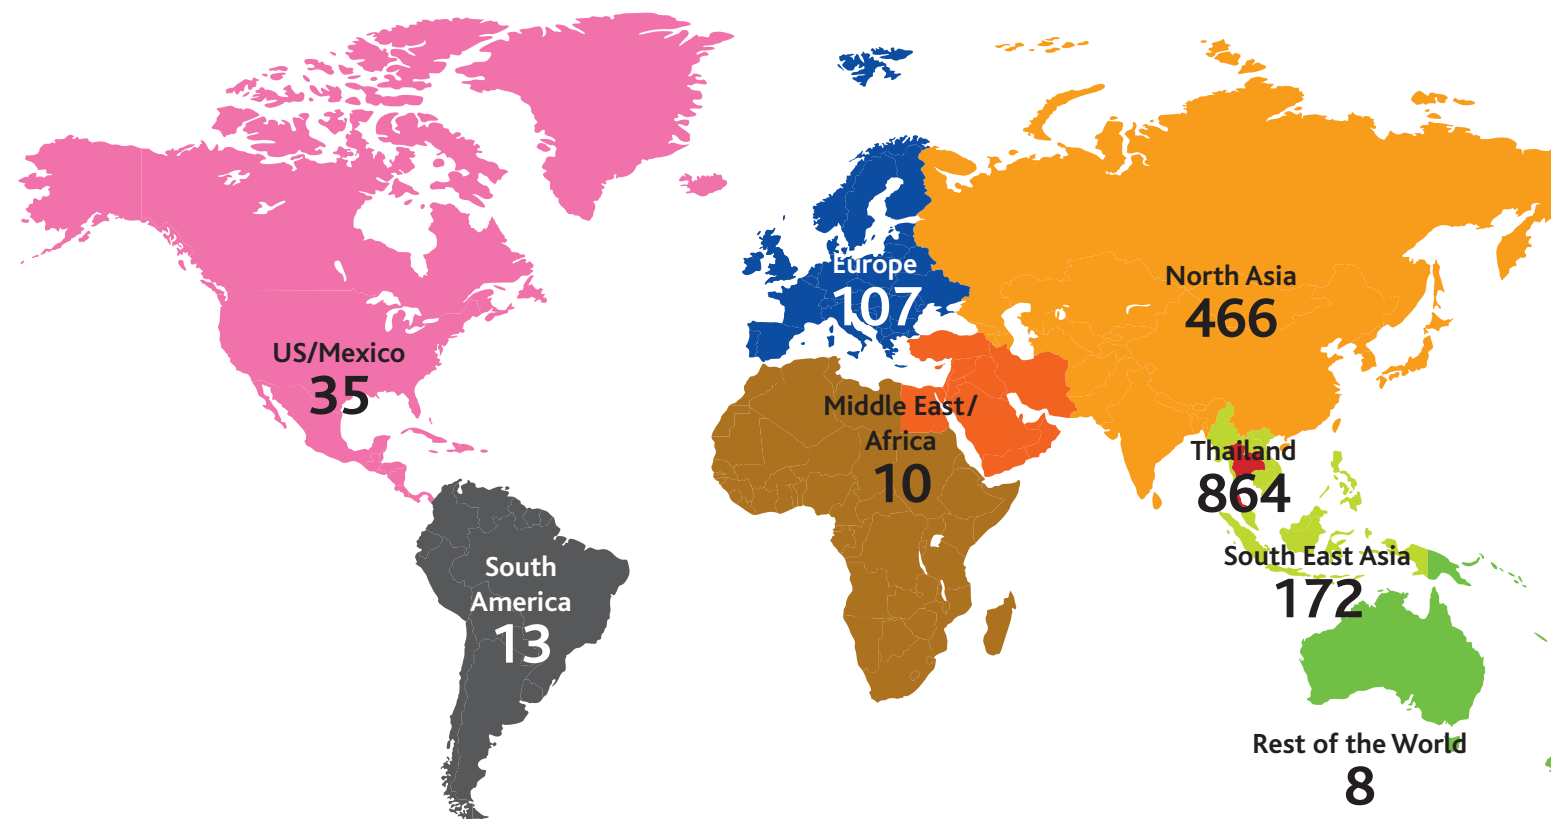 Europe
107
North Asia
466
US/Mexico
35
Middle East/
Africa
10
Thailand
864
South East Asia
172
South
America
13
Rest of the World
8